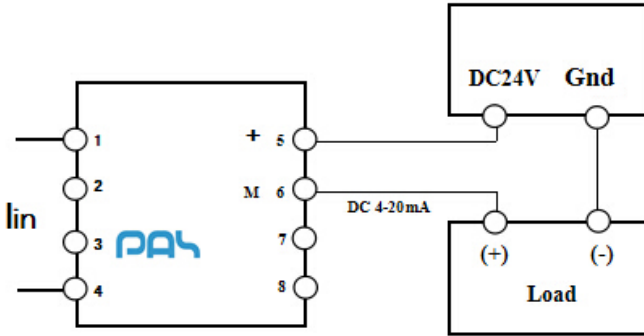 DC24V Gnd
1 + 5
2 M 6
DC 4-20mA
Iin
3 PAS 7
(+) (-)
4 8
Load